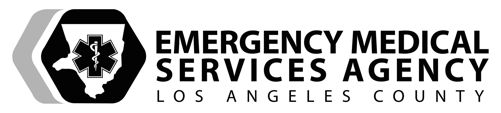 EMERGENCY MEDICAL
SERVICES AGENCY
LOS ANGELES COUNTY